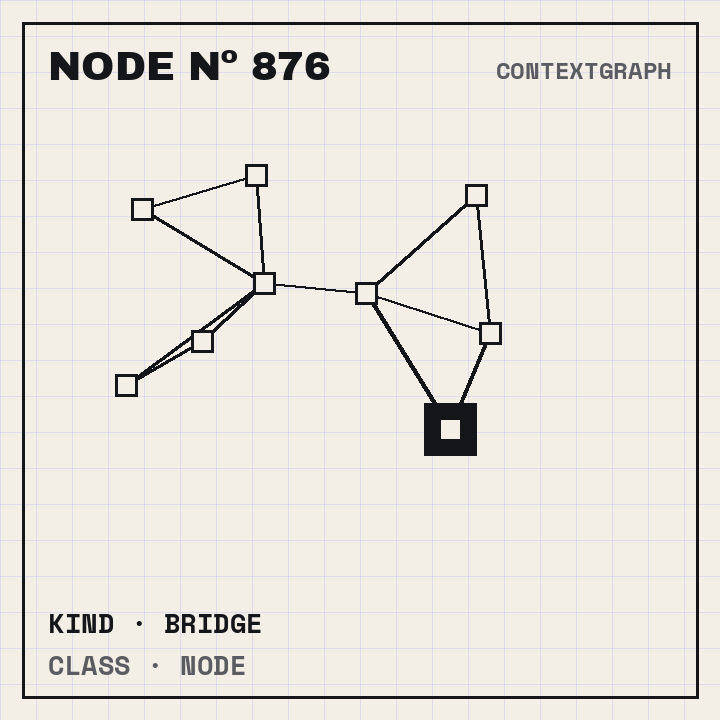 NODE Nº 876
CONTEXTGRAPH
KIND · BRIDGE
CLASS · NODE